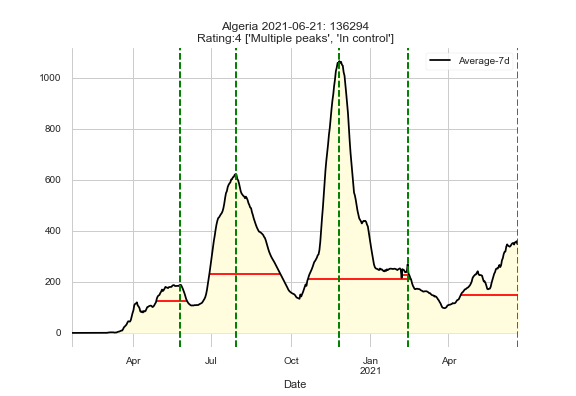 Algeria 2021-06-21: 136294
Rating:4 ['Multiple peaks', 'In control']
Average-7d
1000
800
600
400
200
0
Apr
Jul
Oct
Jan
2021
Apr
Date